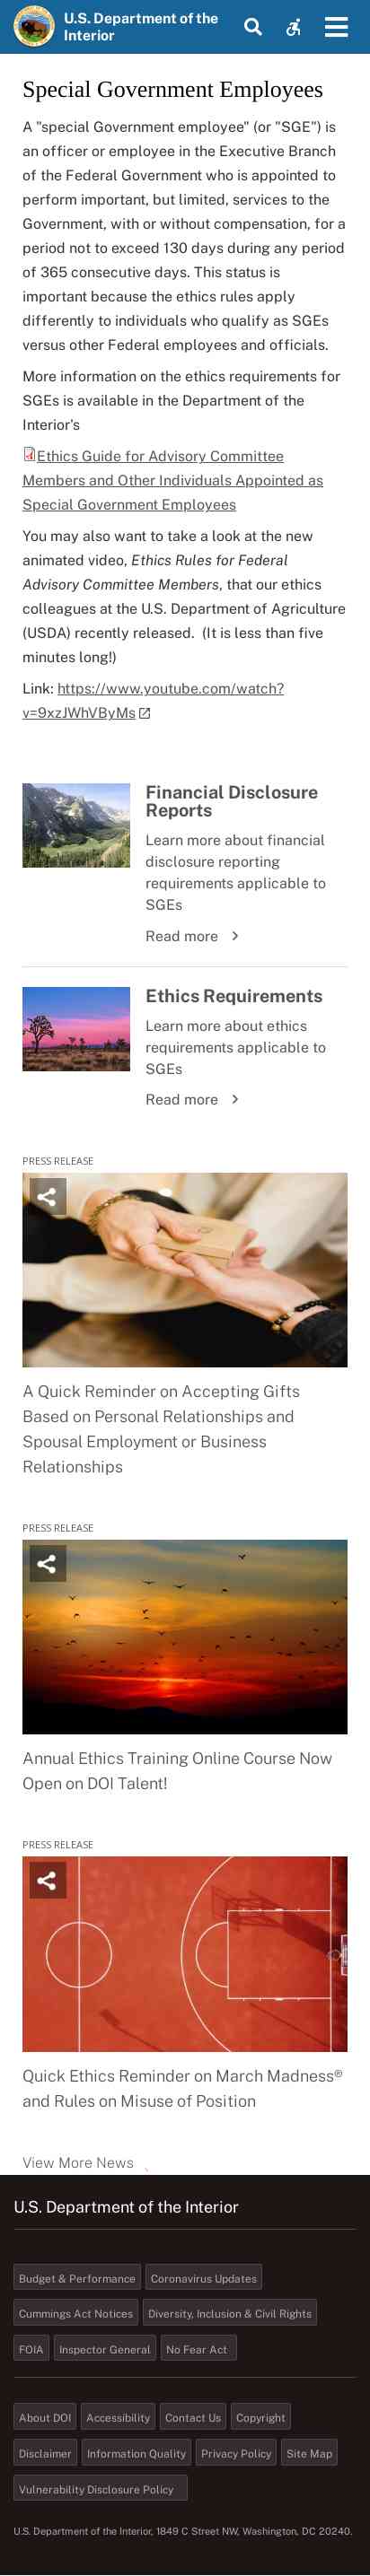 U.S. Department of the
Interior
Special Government Employees
A "special Government employee" (or "SGE") is
an officer or employee in the Executive Branch
of the Federal Government who is appointed to
perform important, but limited, services to the
Government, with or without compensation, for a
period not to exceed 130 days during any period
of 365 consecutive days. This status is
important because the ethics rules apply
differently to individuals who qualify as SGEs
versus other Federal employees and officials.
More information on the ethics requirements for
SGEs is available in the Department of the
Interior's
Ethics Guide for Advisory Committee
Members and Other Individuals Appointed as
Special Government Employees
You may also want to take a look at the new
animated video, Ethics Rules for Federal
Advisory Committee Members, that our ethics
colleagues at the U.S. Department of Agriculture
(USDA) recently released.  (It is less than five
minutes long!)
Link: https://www.youtube.com/watch?
v=9xzJWhVByMs
Financial Disclosure
Reports
Learn more about financial
disclosure reporting
requirements applicable to
SGEs
Read more
Ethics Requirements
Learn more about ethics
requirements applicable to
SGEs
Read more
PRESS RELEASE
A Quick Reminder on Accepting Gifts
Based on Personal Relationships and
Spousal Employment or Business
Relationships
PRESS RELEASE
Annual Ethics Training Online Course Now
Open on DOI Talent!
PRESS RELEASE
Quick Ethics Reminder on March Madness®
and Rules on Misuse of Position
View More News
U.S. Department of the Interior
Budget & Performance Coronavirus Updates
Cummings Act Notices Diversity, Inclusion & Civil Rights
FOIA Inspector General No Fear Act
About DOI Accessibility Contact Us Copyright
Disclaimer Information Quality Privacy Policy Site Map
Vulnerability Disclosure Policy
U.S. Department of the Interior, 1849 C Street NW, Washington, DC 20240.